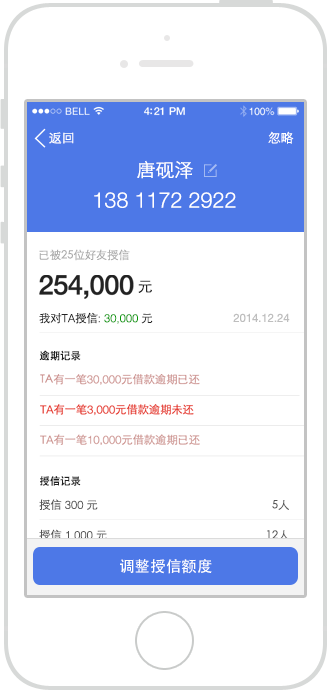 BELL 4:21 PM 100%
返回 忽略
唐砚泽
138 1172 2922
已被25位好友授信
254,000 元
我对TA授信: 30,000 元 2014.12.24
逾期记录
TA有一笔30,000元借款逾期已还
TA有一笔3,000元借款逾期未还
TA有一笔10,000元借款逾期已还
授信记录
授信 300 元 5人
授信 1,000 元 12人
调整授信额度